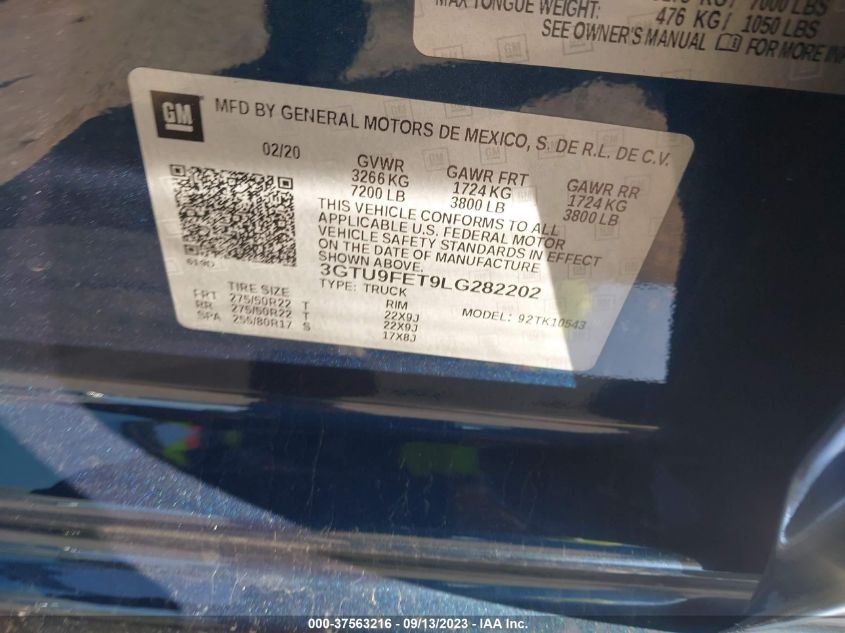 7000 LBS
MAX TONGUE WEIGHT: 476 KG/ 1050 LBS
SEE OWNER'S MANUAL FOR MORE
GM
MFD BY GENERAL MOTORS DE MEXICO, S. DE R.L. DE C.V.
02/20 GVWR GAWR FRT GAWR RR
3266 KG 1724 KG 1724 KG
7200 LB 3800 LB 3800 LB
THIS VEHICLE CONFORMS TO ALL
APPLICABLE U.S. FEDERAL MOTOR
VEHICLE SAFETY STANDARDS IN EFFECT
ON THE DATE OF MANUFACTURE
SHOWN ABOVE.
619D
3GTU9FET9LG282202
TYPE: TRUCK MODEL: 92TK10543
TIRE SIZE RIM
FRT 275/50R22 T 22X9J
RR 275/50R22 T 22X9J
SPA 255/80R17 S 17X8J
000-37563216 - 09/13/2023 - IAA Inc.